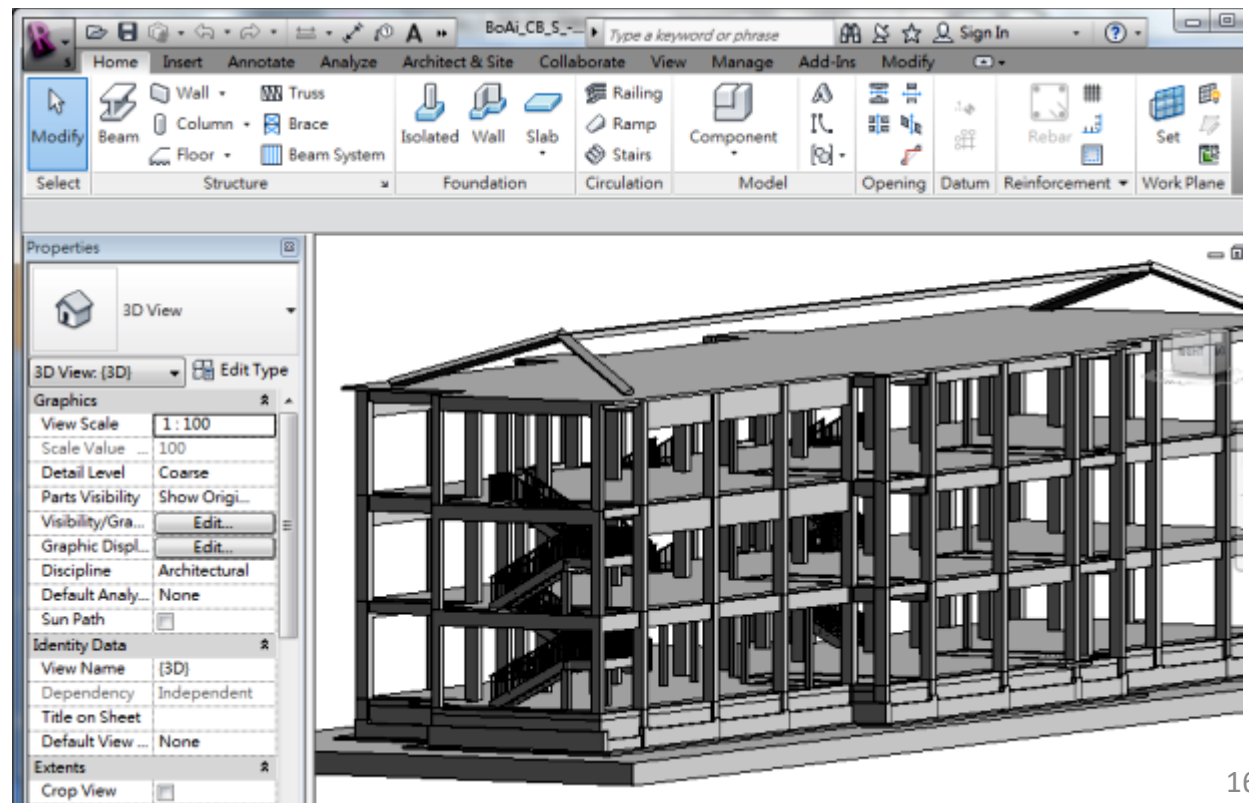 BoAi_CB_S_-... Type a keyword or phrase Sign In
S Home Insert Annotate Analyze Architect & Site Collaborate View Manage Add-Ins Modify
Wall Truss Railing
Column Brace Ramp
Modify Beam Isolated Wall Slab Component Rebar Set
Floor Beam System Stairs
Select Structure Foundation Circulation Model Opening Datum Reinforcement Work Plane
Properties
3D View
3D View: {3D} Edit Type
Graphics
View Scale 1 : 100
Scale Value ... 100
Detail Level Coarse
Parts Visibility Show Origi...
Visibility/Gra... Edit...
Graphic Displ... Edit...
Discipline Architectural
Default Analy... None
Sun Path
Identity Data
View Name {3D}
Dependency Independent
Title on Sheet
Default View ... None
Extents
Crop View
RIGHT
16